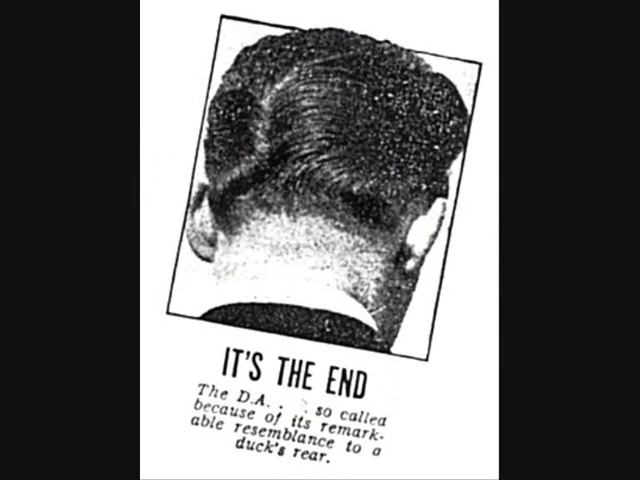 IT'S THE END
The D.A. . . so called
because of its remark-
able resemblance to a
duck's rear.